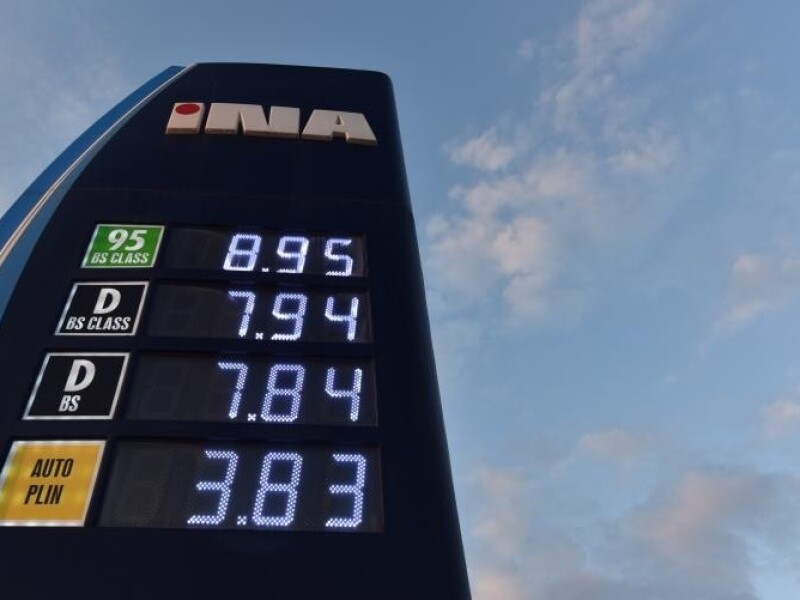 INA
95 8.95
BS CLASS
D 7.94
BS CLASS
D 7.84
BS
AUTO 3.83
PLIN